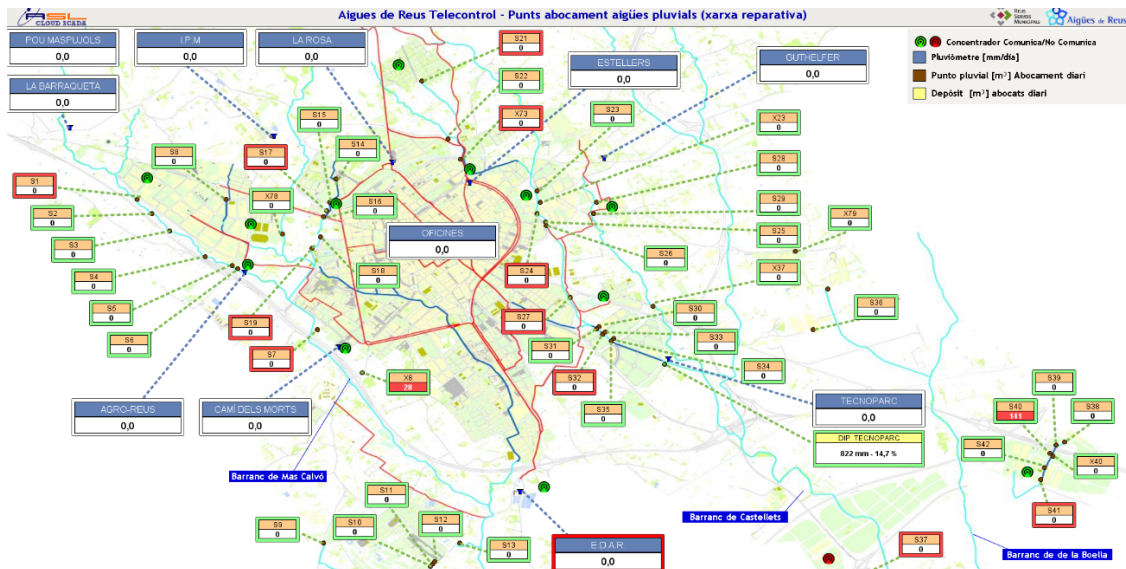 ASL
CLOUD SCADA
Aigues de Reus Telecontrol - Punts abocament aigües pluvials (xarxa reparativa)
REUS
SERVEIS
MUNICIPALS
Aigües de Reus
Concentrador Comunica/No Comunica
Pluviòmetre [mm/día]
Punto pluvial [m³] Abocament diari
Depòsit [m³] abocats diari
POU MASPUJOLS
0,0
I.P.M
0,0
LA ROSA
0,0
S21
0
ESTELLERS
0,0
GUTHELFER
0,0
LA BARRAQUETA
0,0
S22
0
S15
0
X73
0
S23
0
X23
0
S8
0
S17
0
S14
0
S28
0
S1
0
X78
0
S16
0
S29
0
S2
0
X79
0
OFICINES
0,0
S25
0
S3
0
S26
0
S4
0
S18
0
S24
0
X37
0
S5
0
S36
0
S6
0
S19
0
S27
0
S30
0
S7
0
S31
0
S33
0
S34
0
X8
28
S32
0
S39
0
S35
0
AGRO-REUS
0,0
CAMÍ DELS MORTS
0,0
TECNOPARC
0,0
S40
141
S38
0
DIP. TECNOPARC
822 mm - 14,7 %
S42
0
X40
0
Barranc de Mas Calvó
S11
0
S41
0
Barranc de Castellets
S9
0
S10
0
S12
0
S13
0
E.D.A.R.
0,0
S37
0
Barranc de de la Boella